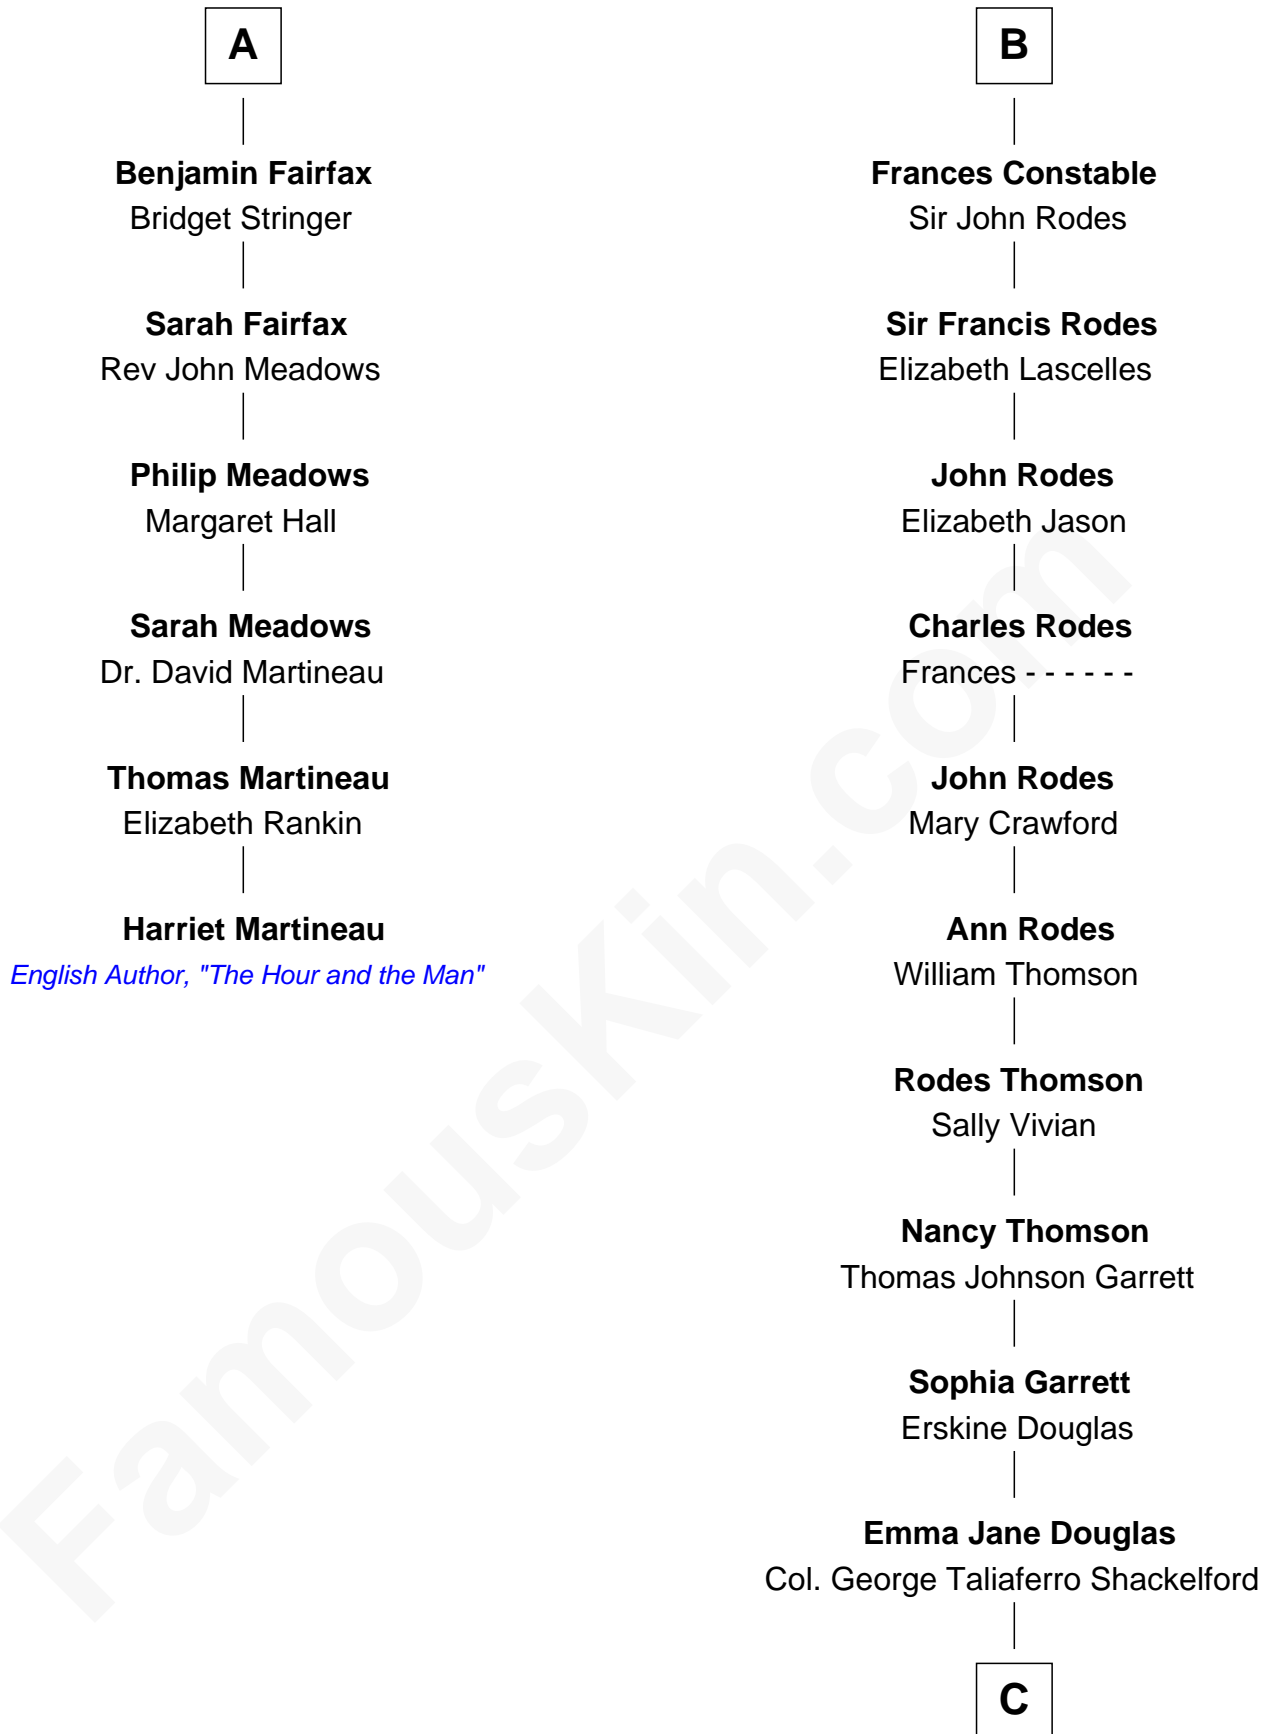 A
Benjamin Fairfax
Bridget Stringer
Sarah Fairfax
Rev John Meadows
Philip Meadows
Margaret Hall
Sarah Meadows
Dr. David Martineau
Thomas Martineau
Elizabeth Rankin
Harriet Martineau
English Author, "The Hour and the Man"
B
Frances Constable
Sir John Rodes
Sir Francis Rodes
Elizabeth Lascelles
John Rodes
Elizabeth Jason
Charles Rodes
Frances - - - - - -
John Rodes
Mary Crawford
Ann Rodes
William Thomson
Rodes Thomson
Sally Vivian
Nancy Thomson
Thomas Johnson Garrett
Sophia Garrett
Erskine Douglas
Emma Jane Douglas
Col. George Taliaferro Shackelford
C
FamousKin.com